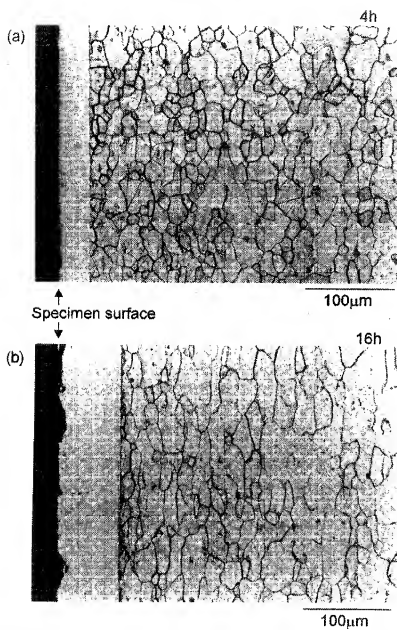 (a)
4h
100μm
Specimen surface
(b)
16h
100μm